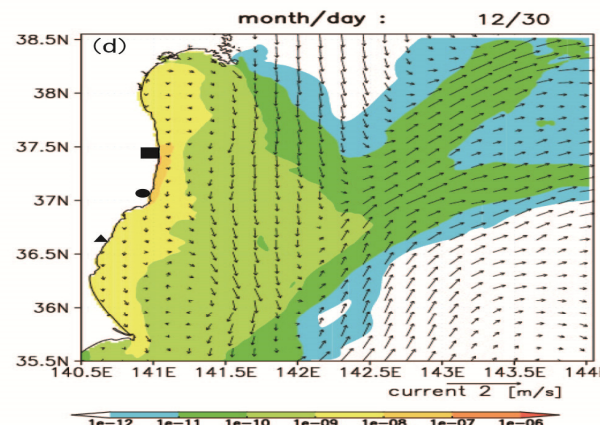 month/day : 12/30
(d)
38.5N
38N
37.5N
37N
36.5N
36N
35.5N
140.5E 141E 141.5E 142E 142.5E 143E 143.5E 144E
current 2 [m/s]
1e-12 1e-11 1e-10 1e-09 1e-08 1e-07 1e-06